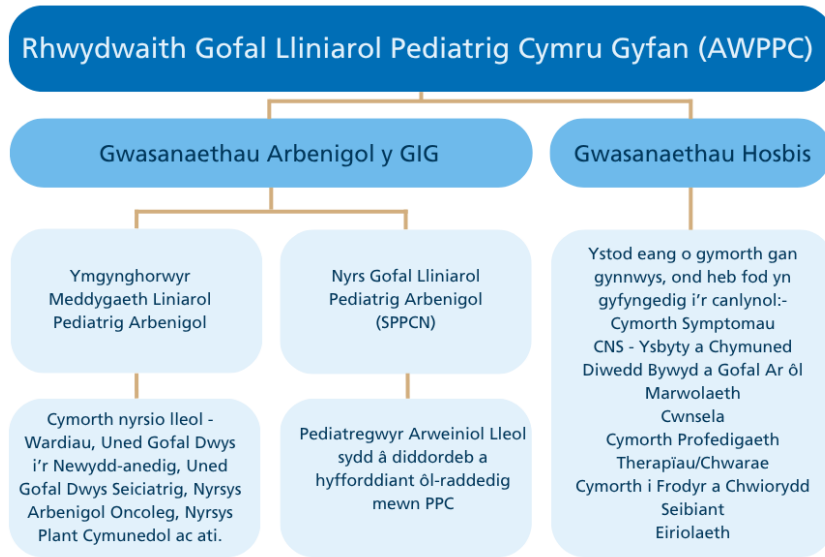 Rhwydwaith Gofal Lliniarol Pediatrig Cymru Gyfan (AWPPC)
Gwasanaethau Arbenigol y GIG
Gwasanaethau Hosbis
Ymgynghorwyr
Meddygaeth Liniarol
Pediatrig Arbenigol
Nyrs Gofal Lliniarol
Pediatrig Arbenigol
(SPPCN)
Ystod eang o gymorth gan
gynnwys, ond heb fod yn
gyfyngedig i'r canlynol:-
Cymorth Symptomau
CNS - Ysbyty a Chymuned
Diwedd Bywyd a Gofal Ar ôl
Marwolaeth
Cwnsela
Cymorth Profedigaeth
Therapïau/Chwarae
Cymorth i Frodyr a Chwiorydd
Seibiant
Eiriolaeth
Cymorth nyrsio lleol -
Wardiau, Uned Gofal Dwys
i'r Newydd-anedig, Uned
Gofal Dwys Seiciatrig, Nyrsys
Arbenigol Oncoleg, Nyrsys
Plant Cymunedol ac ati.
Pediatregwyr Arweiniol Lleol
sydd â diddordeb a
hyfforddiant ôl-raddedig
mewn PPC